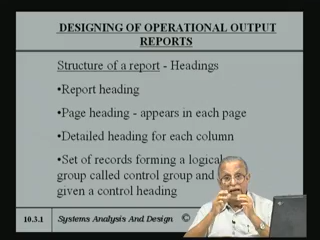 DESIGNING OF OPERATIONAL OUTPUT
REPORTS
Structure of a report - Headings
•Report heading
•Page heading - appears in each page
•Detailed heading for each column
•Set of records forming a logical
group called control group and
given a control heading
10.3.1 Systems Analysis And Design ©